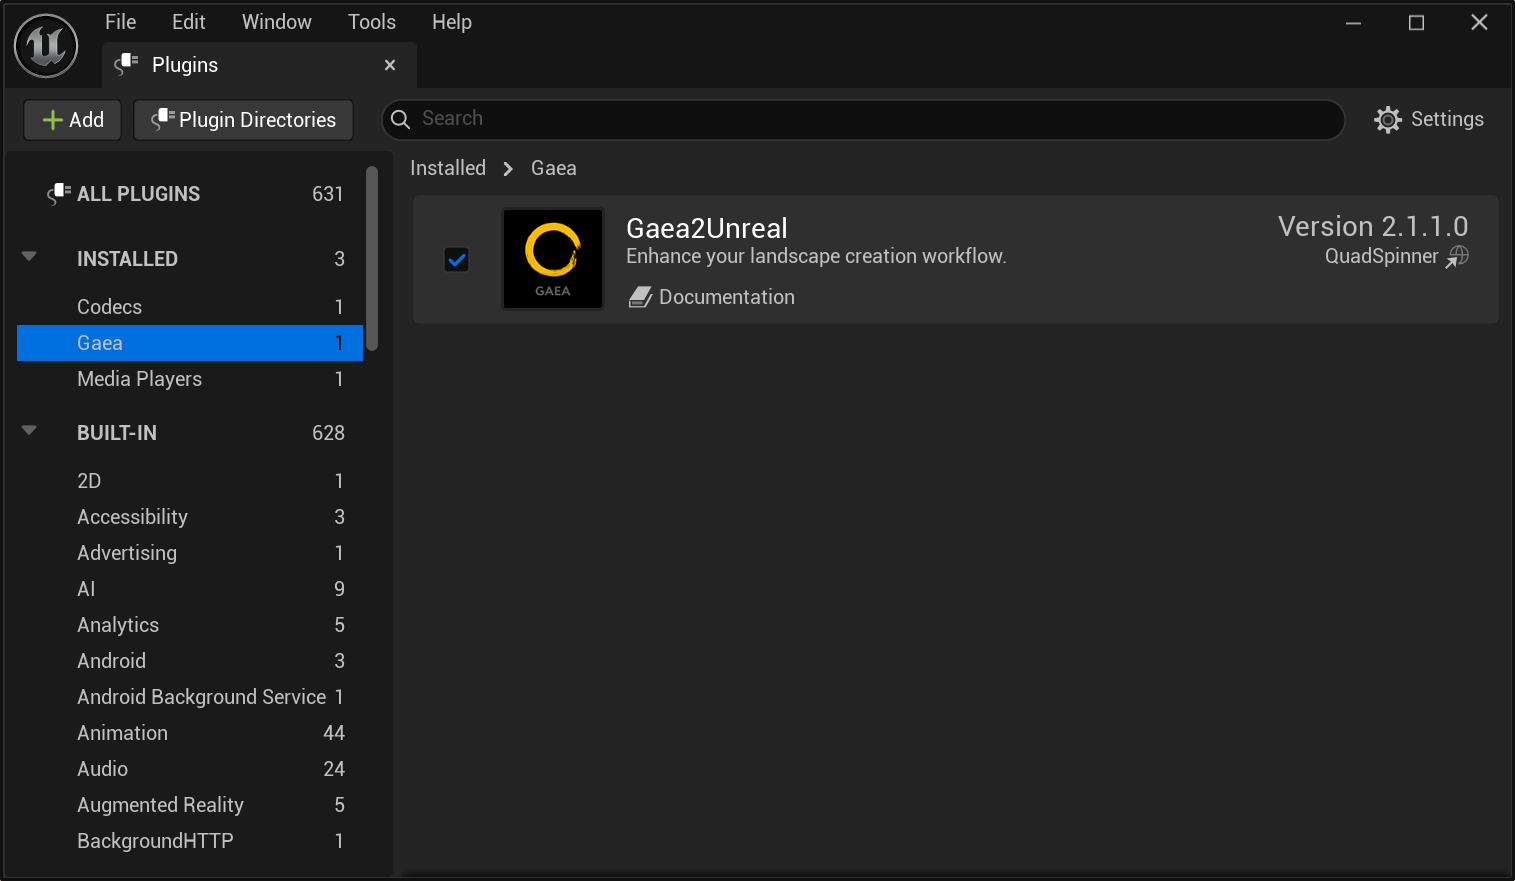 File Edit Window Tools Help
Plugins
Add Plugin Directories Search Settings
Installed Gaea
ALL PLUGINS 631
INSTALLED 3
Codecs 1
Gaea 1
Media Players 1
BUILT-IN 628
2D 1
Accessibility 3
Advertising 1
AI 9
Analytics 5
Android 3
Android Background Service 1
Animation 44
Audio 24
Augmented Reality 5
BackgroundHTTP 1
GAEA
Gaea2Unreal
Enhance your landscape creation workflow.
Documentation
Version 2.1.1.0
QuadSpinner